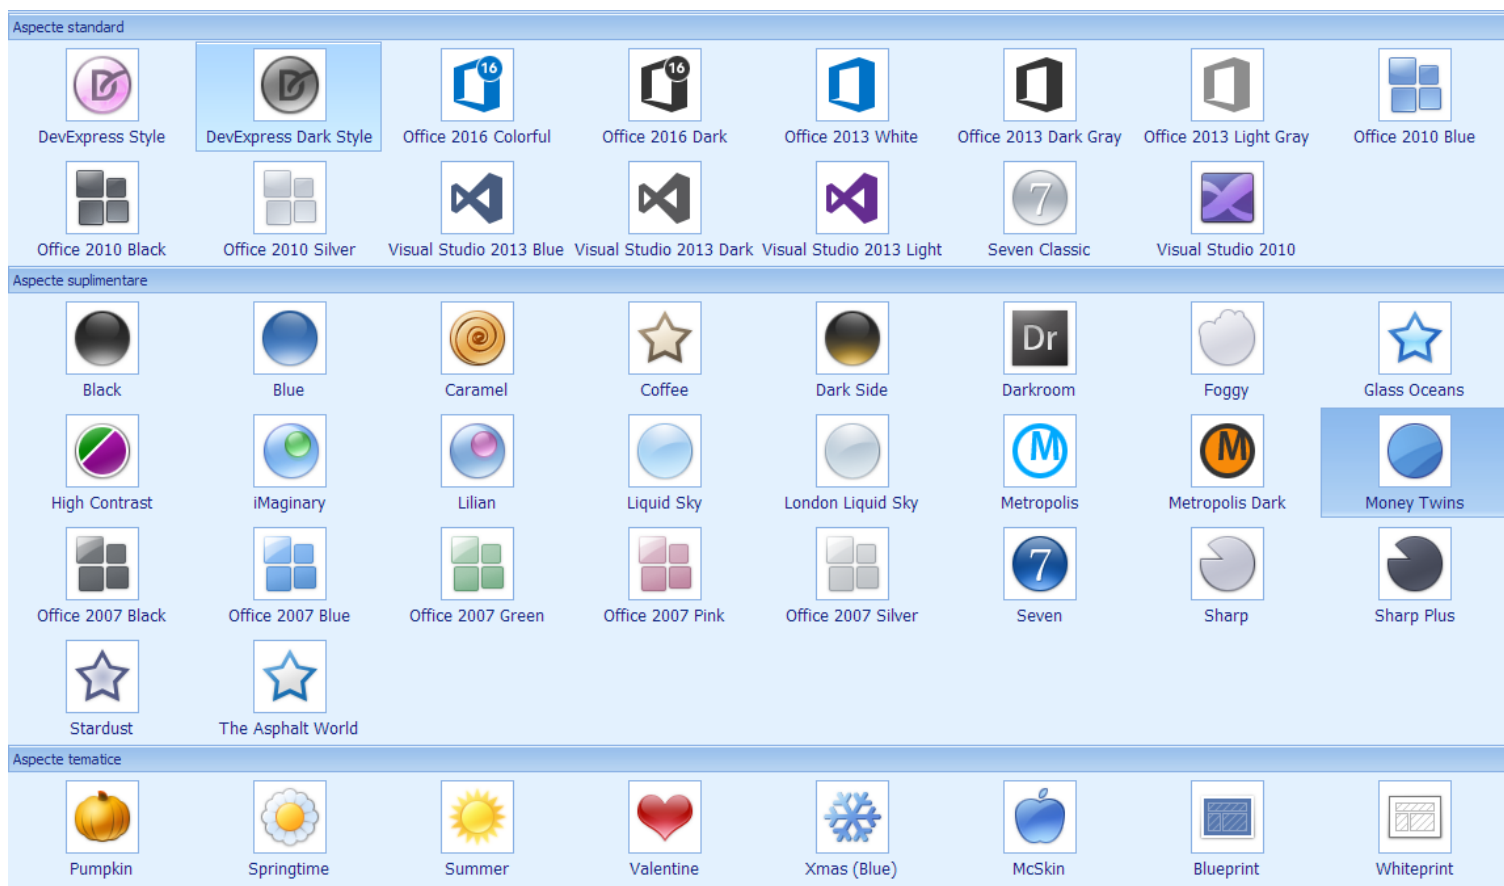 Aspecte standard
16 16
DevExpress Style DevExpress Dark Style Office 2016 Colorful Office 2016 Dark Office 2013 White Office 2013 Dark Gray Office 2013 Light Gray Office 2010 Blue
7
Office 2010 Black Office 2010 Silver Visual Studio 2013 Blue Visual Studio 2013 Dark Visual Studio 2013 Light Seven Classic Visual Studio 2010
Aspecte suplimentare
Dr
Black Blue Caramel Coffee Dark Side Darkroom Foggy Glass Oceans
M M
High Contrast iMaginary Lilian Liquid Sky London Liquid Sky Metropolis Metropolis Dark Money Twins
7
Office 2007 Black Office 2007 Blue Office 2007 Green Office 2007 Pink Office 2007 Silver Seven Sharp Sharp Plus
Stardust The Asphalt World
Aspecte tematice
Pumpkin Springtime Summer Valentine Xmas (Blue) McSkin Blueprint Whiteprint